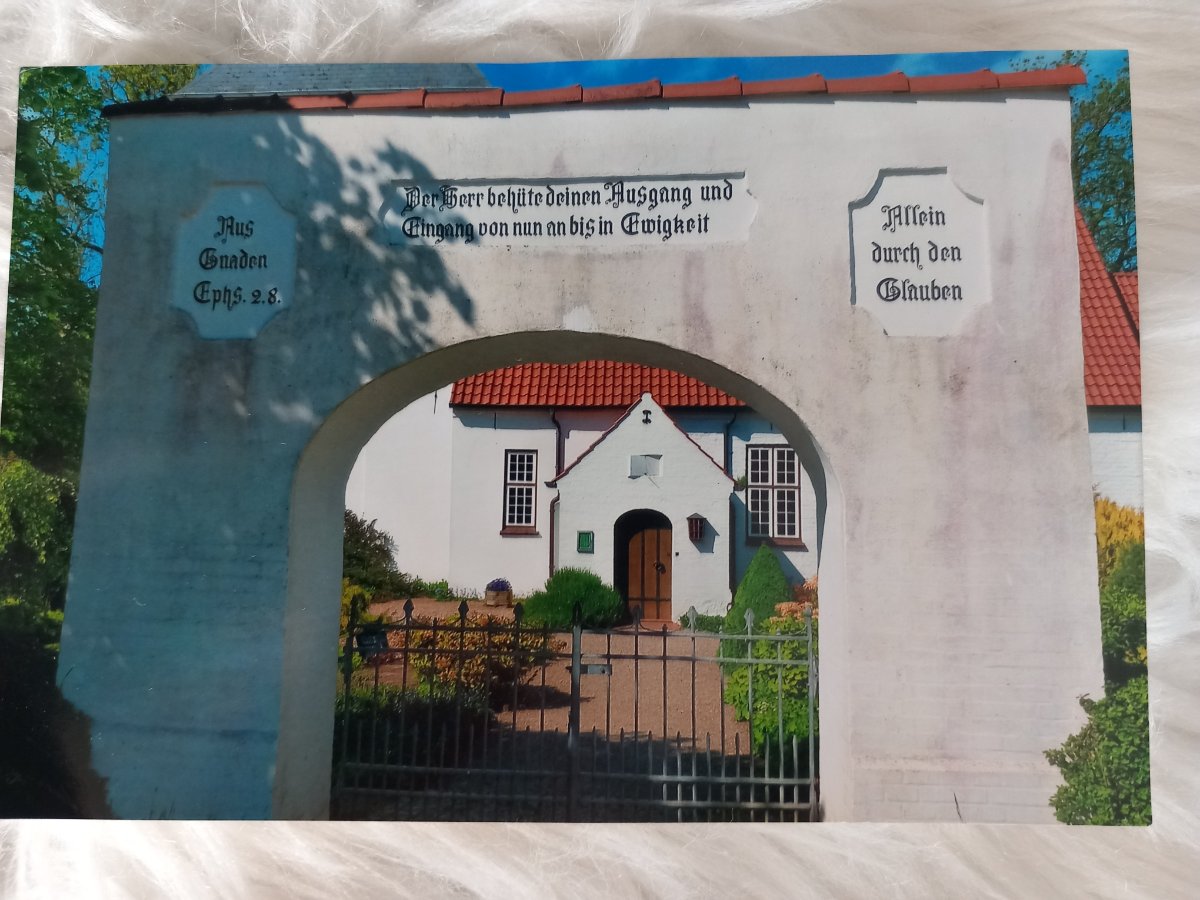 Aus
Gnaden
Ephs. 2.8.
Der Herr behüte deinen Ausgang und
Eingang von nun an bis in Ewigkeit
Allein
durch den
Glauben